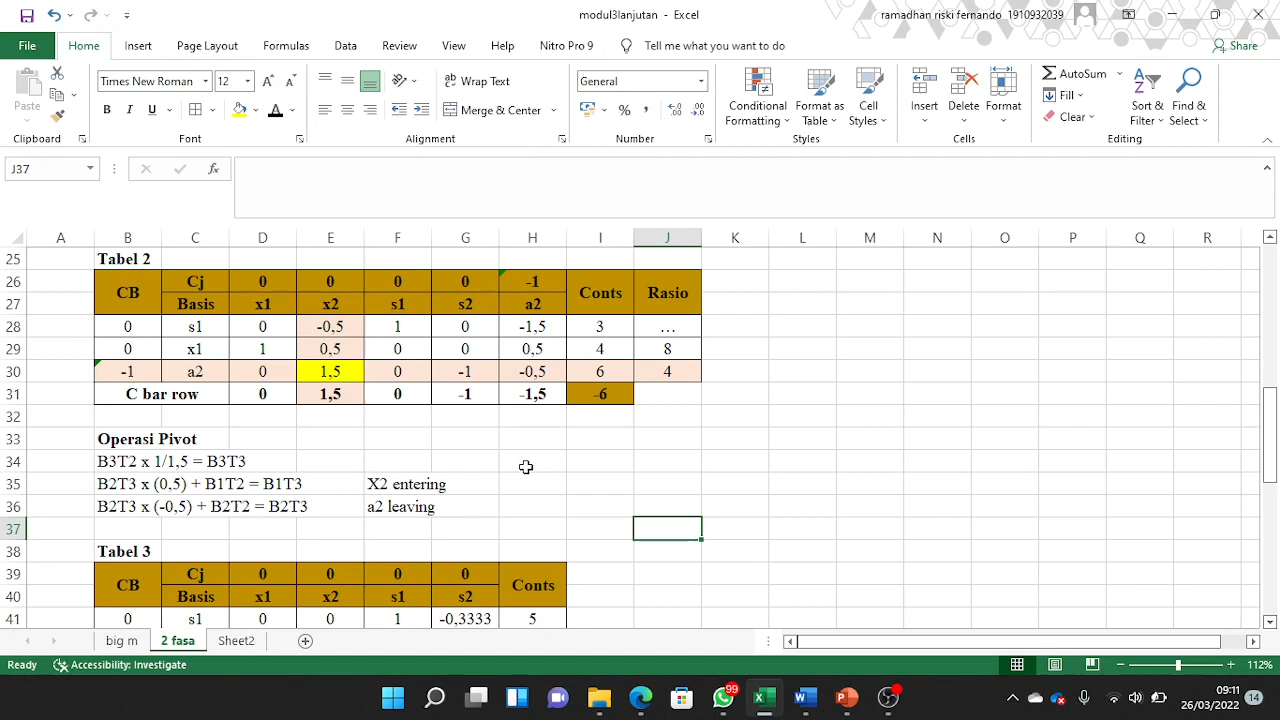 modul3lanjutan - Excel
ramadhan riski fernando 1910932039
File Home Insert Page Layout Formulas Data Review View Help Nitro Pro 9 Tell me what you want to do Share
Paste
Clipboard
Times New Roman 12
B I U
Font
Wrap Text
Merge & Center
Alignment
General
Number
Conditional Formatting
Format as Table
Cell Styles
Styles
Insert Delete Format
Cells
AutoSum
Fill
Clear
Sort & Filter
Find & Select
Editing
J37 fx
A B C D E F G H I J K L M N O P Q R
25 Tabel 2
26 CB Cj 0 0 0 0 -1 Conts Rasio
27 Basis x1 x2 s1 s2 a2
28 0 s1 0 -0,5 1 0 -1,5 3 …
29 0 x1 1 0,5 0 0 0,5 4 8
30 -1 a2 0 1,5 0 -1 -0,5 6 4
31 C bar row 0 1,5 0 -1 -1,5 -6
32
33 Operasi Pivot
34 B3T2 x 1/1,5 = B3T3
35 B2T3 x (0,5) + B1T2 = B1T3 X2 entering
36 B2T3 x (-0,5) + B2T2 = B2T3 a2 leaving
37
38 Tabel 3
39 CB Cj 0 0 0 0 Conts
40 Basis x1 x2 s1 s2
41 0 s1 0 0 1 -0,3333 5
big m 2 fasa Sheet2
Ready Accessibility: Investigate 112%
99
09:11
26/03/2022
14